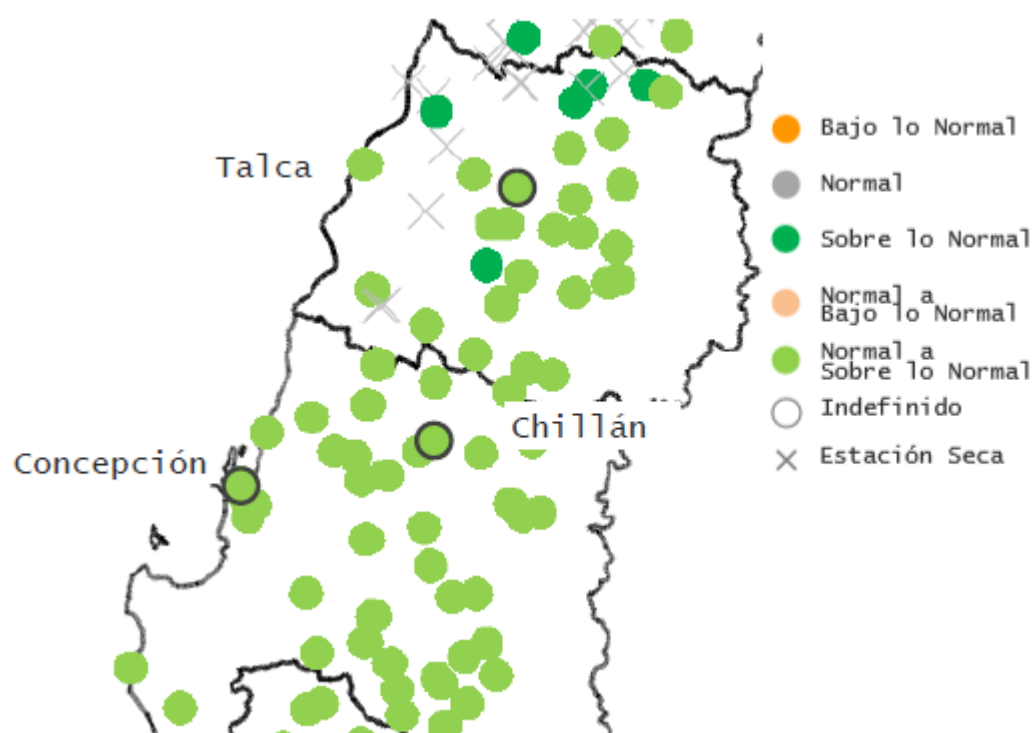 Talca
Chillán
Concepción
Bajo lo Normal
Normal
Sobre lo Normal
Normal a
Bajo lo Normal
Normal a
Sobre lo Normal
Indefinido
Estación Seca